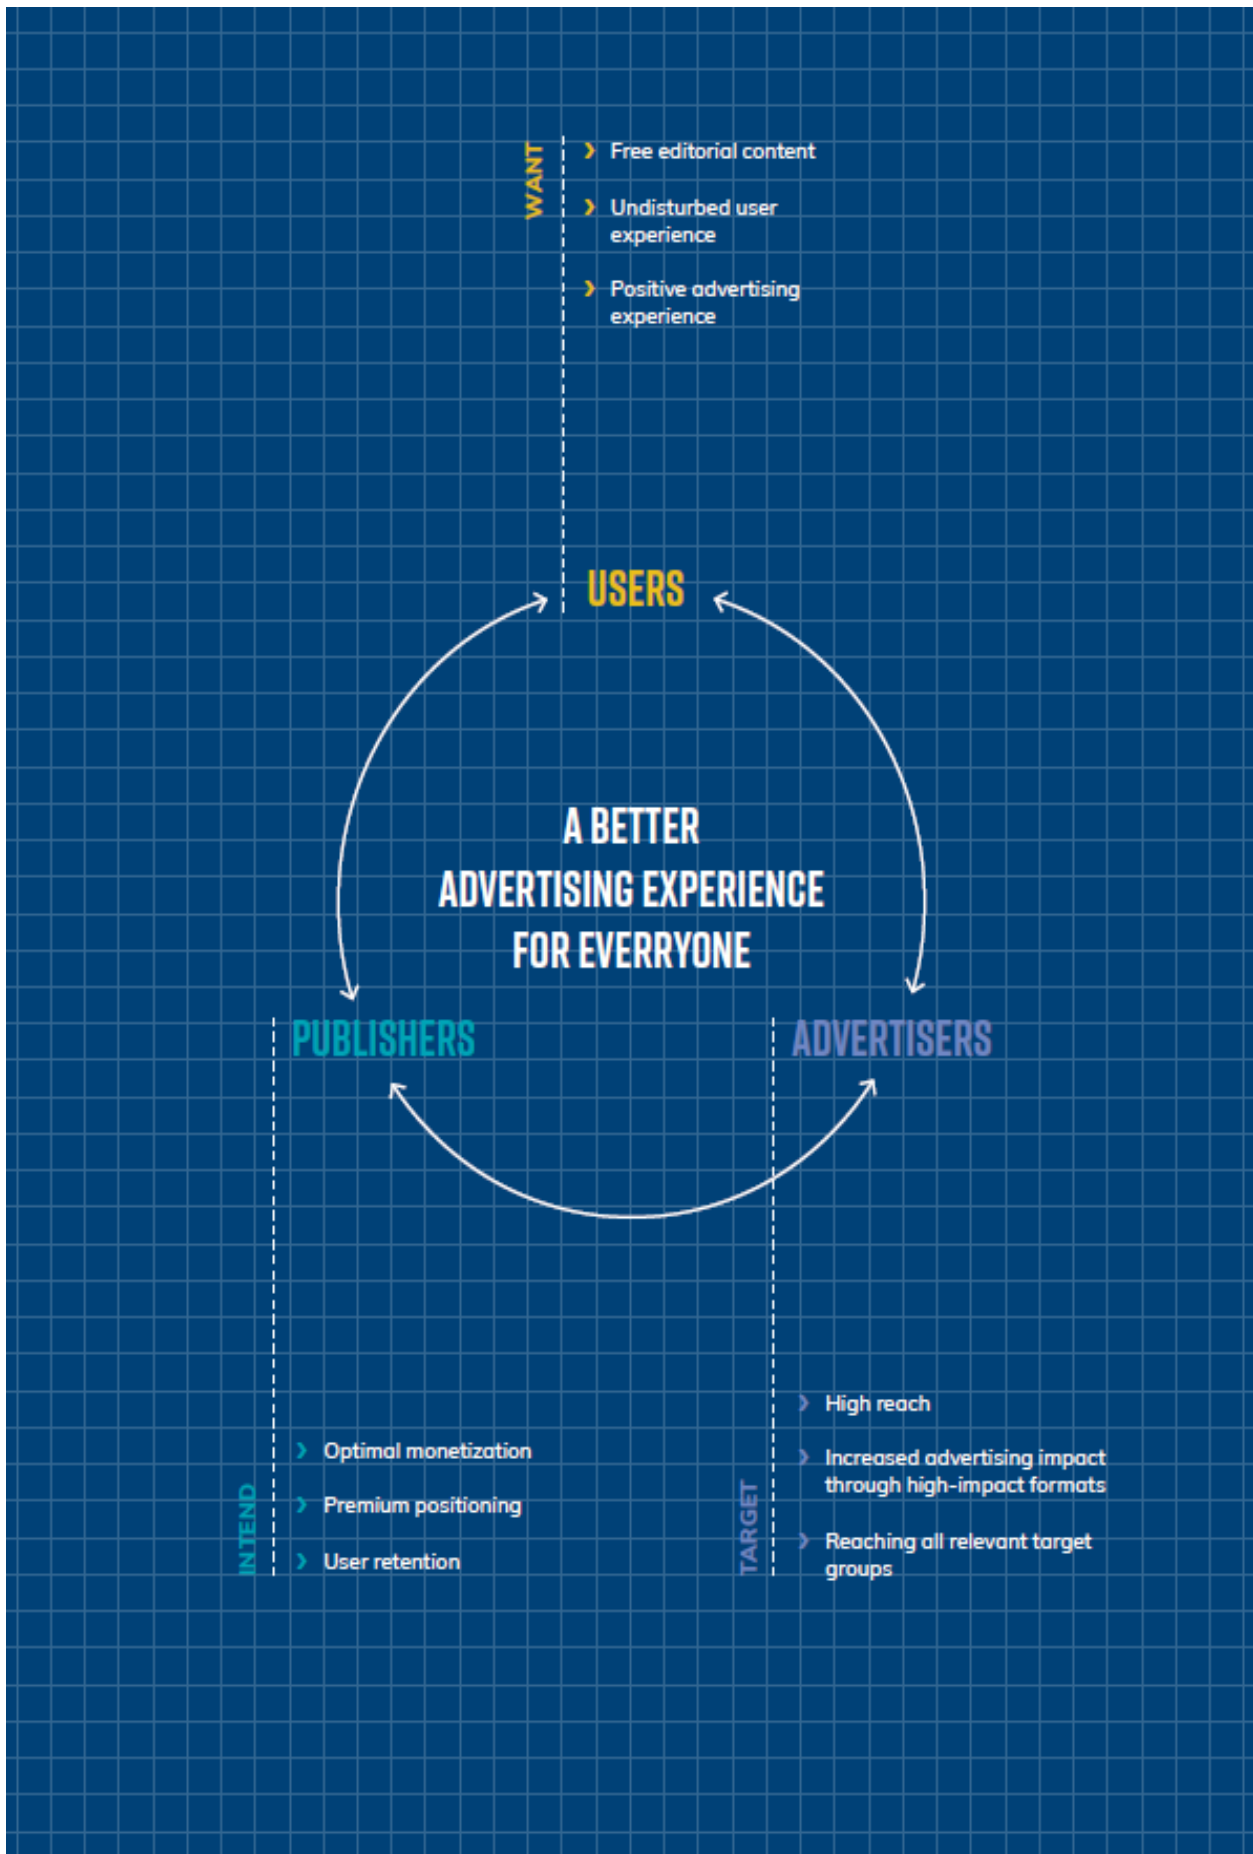 WANT
Free editorial content
Undisturbed user
experience
Positive advertising
experience
USERS
A BETTER
ADVERTISING EXPERIENCE
FOR EVERRYONE
PUBLISHERS
ADVERTISERS
INTEND
Optimal monetization
Premium positioning
User retention
TARGET
High reach
Increased advertising impact
through high-impact formats
Reaching all relevant target
groups